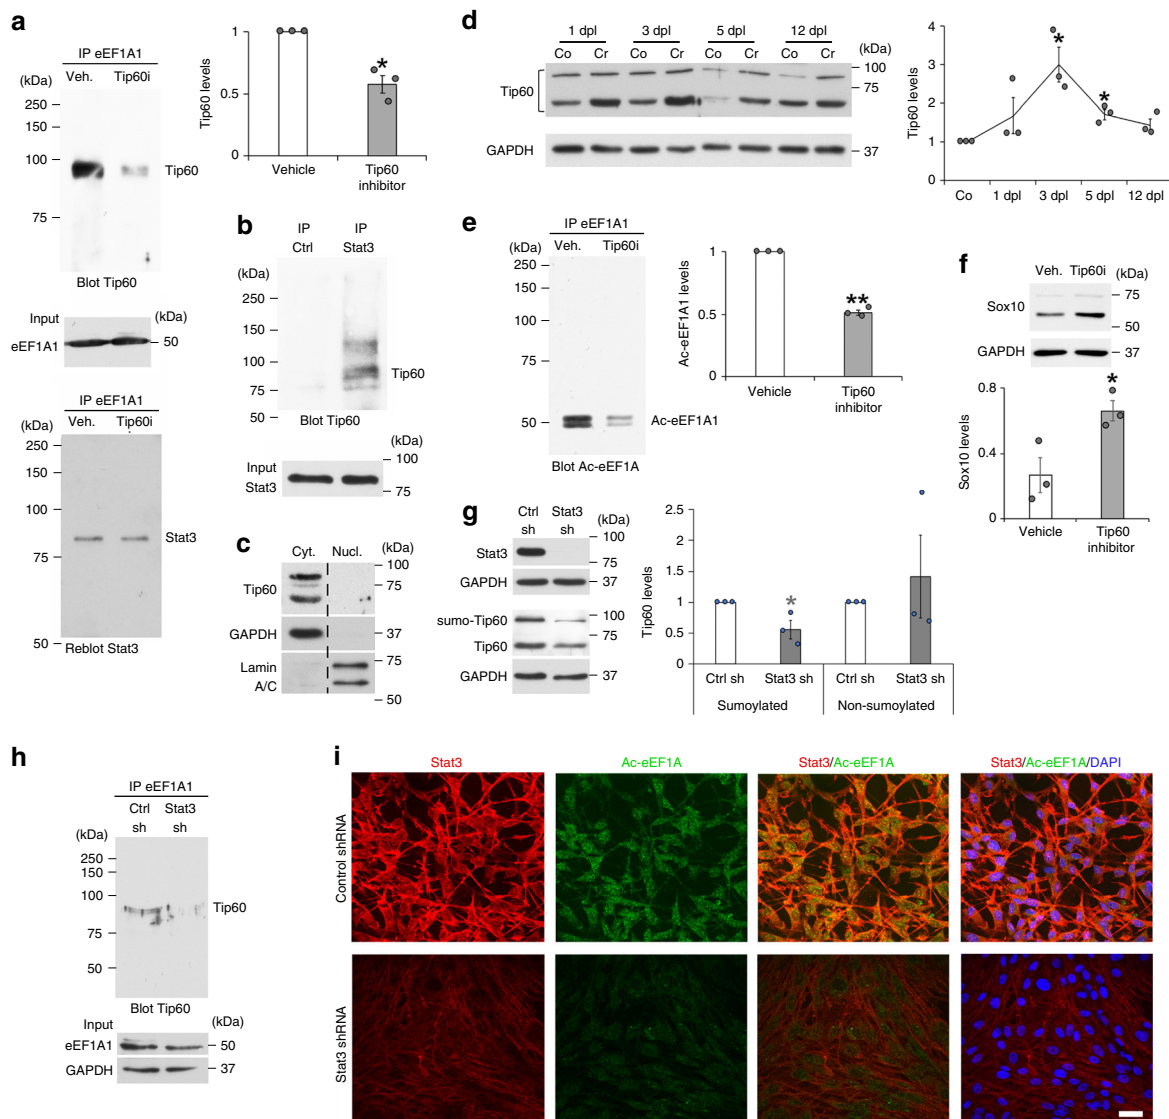 a
IP eEF1A1
(kDa) Veh. Tip60i
250
150
100
75
Tip60
Blot Tip60
Input
eEF1A1
(kDa)
50
IP eEF1A1
(kDa) Veh. Tip60i
250
150
100
75
50
Stat3
Reblot Stat3
Tip60 levels
1
0.5
0
*
Vehicle
Tip60
inhibitor
b
IP
Ctrl
IP
Stat3
(kDa)
250
150
100
75
50
Tip60
Blot Tip60
Input
Stat3
100
75
c
Cyt. Nucl. (kDa)
Tip60
GAPDH
Lamin
A/C
100
75
37
75
50
d
1 dpl 3 dpl 5 dpl 12 dpl
Co Cr Co Cr Co Cr Co Cr (kDa)
Tip60
100
75
GAPDH
37
Tip60 levels
4
3
2
1
0
*
*
Co 1 dpl 3 dpl 5 dpl 12 dpl
e
IP eEF1A1
(kDa) Veh. Tip60i
250
150
100
75
50
Ac-eEF1A1
Blot Ac-eEF1A
Ac-eEF1A1 levels
1
0.5
0
**
Vehicle
Tip60
inhibitor
f
Veh. Tip60i (kDa)
Sox10
75
50
GAPDH
37
Sox10 levels
0.8
0.4
0
*
Vehicle
Tip60
inhibitor
g
Ctrl
sh
Stat3
sh
(kDa)
Stat3
100
75
GAPDH
37
sumo-Tip60
100
75
Tip60
GAPDH
37
Tip60 levels
2.5
2
1.5
1
0.5
0
*
Ctrl sh Stat3 sh Ctrl sh Stat3 sh
Sumoylated Non-sumoylated
h
IP eEF1A1
Ctrl
sh
Stat3
sh
(kDa)
250
150
100
75
50
Tip60
Blot Tip60
Input
(kDa)
eEF1A1
50
GAPDH
37
i
Stat3 Ac-eEF1A Stat3/Ac-eEF1A Stat3/Ac-eEF1A/DAPI
Control shRNA
Stat3 shRNA